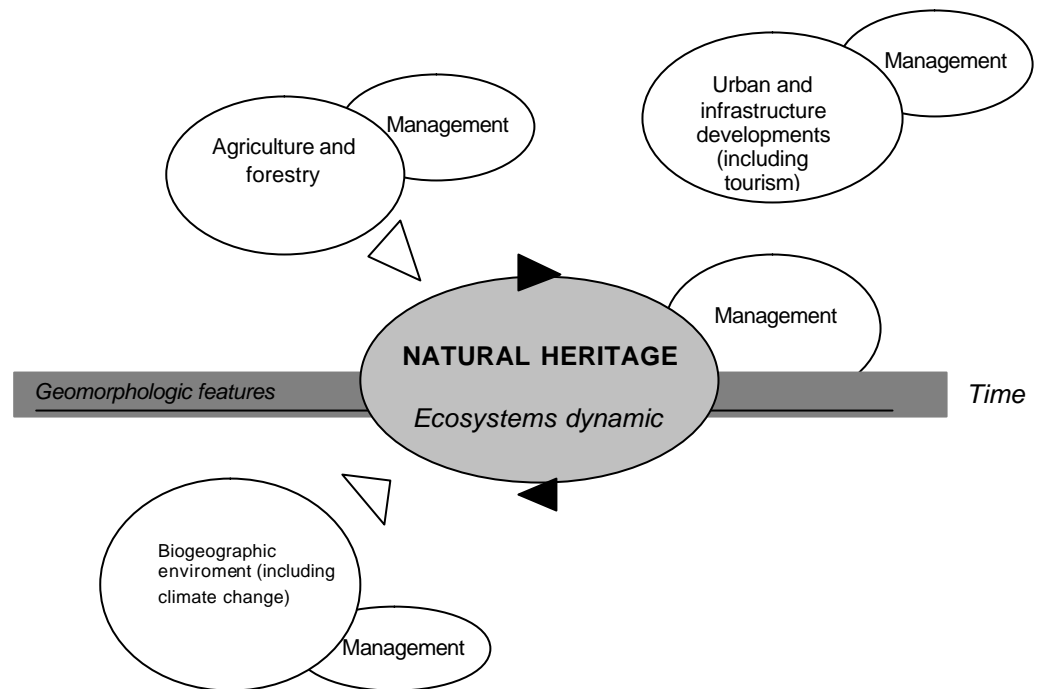 Management
Urban and
infrastructure
developments
(including
tourism)
Management
Agriculture and
forestry
Management
NATURAL HERITAGE
Geomorphologic features
Time
Ecosystems dynamic
Biogeographic
enviroment (including
climate change)
Management